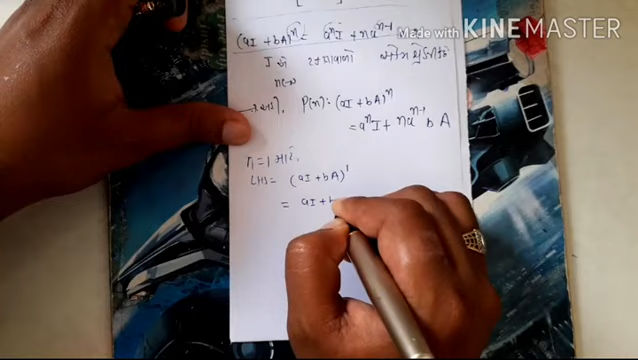 (aI + bA)ⁿ = aⁿI + naⁿ⁻¹
Made with KINEMASTER
I એ
n∈N
P(n): (aI + bA)ⁿ
= aⁿI + naⁿ⁻¹ b A
n = 1 માટે,
LHS = (aI + bA)¹
= aI + b